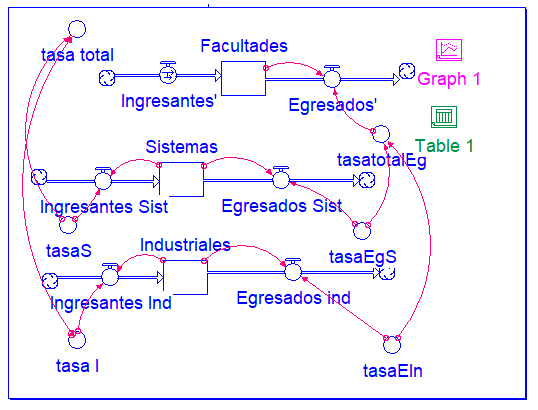 tasa total
Facultades
Graph 1
Ingresantes'
Egresados'
Table 1
Sistemas
tasatotalEg
Ingresantes Sist
Egresados Sist
tasaS
Industriales
tasaEgS
Ingresantes Ind
Egresados ind
tasa I
tasaEIn